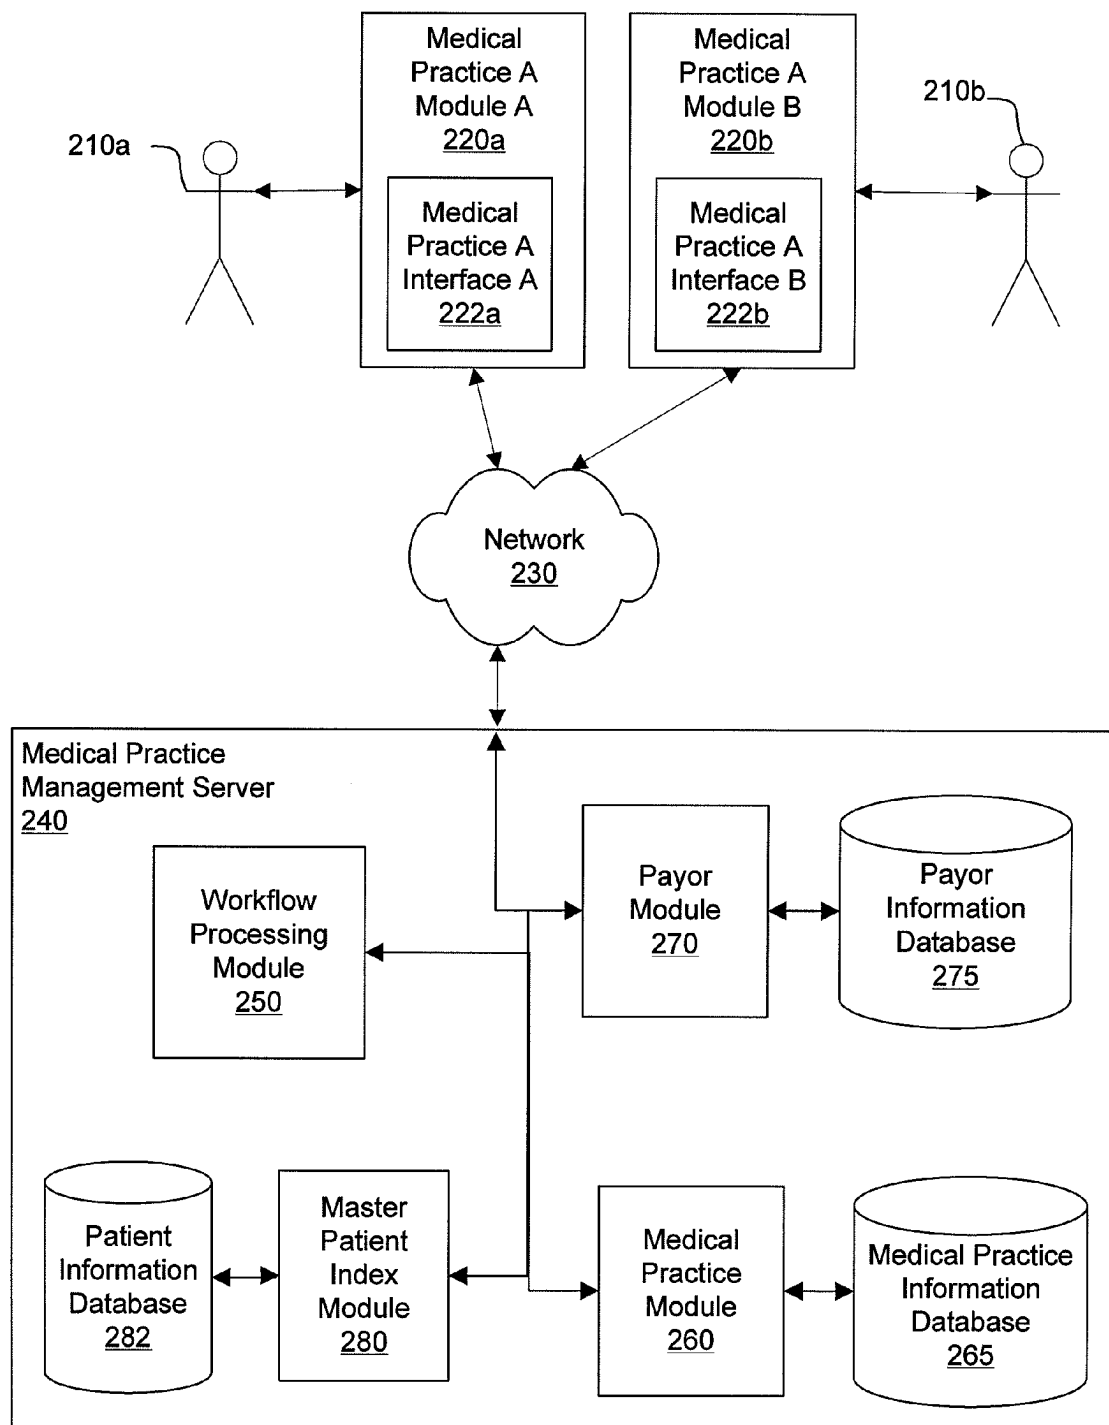 Medical
Practice A
Module A
220a
Medical
Practice A
Interface A
222a
Medical
Practice A
Module B
220b
Medical
Practice A
Interface B
222b
210a
210b
Network
230
Medical Practice
Management Server
240
Workflow
Processing
Module
250
Payor
Module
270
Payor
Information
Database
275
Patient
Information
Database
282
Master
Patient
Index
Module
280
Medical
Practice
Module
260
Medical Practice
Information
Database
265